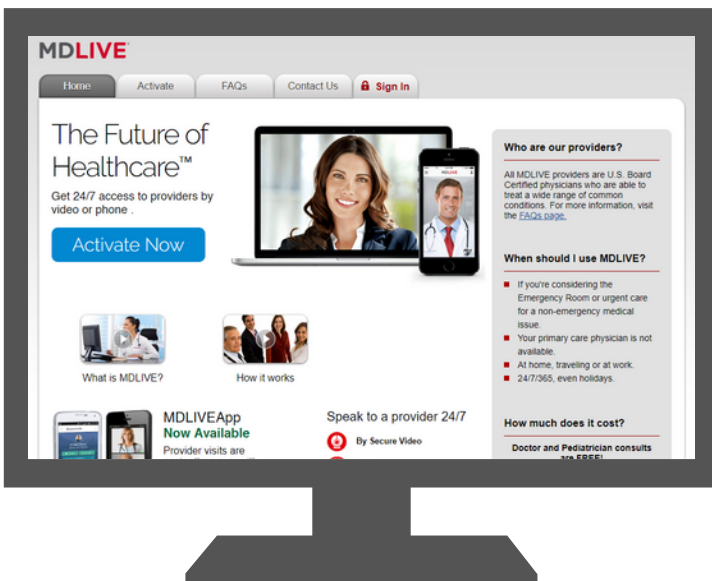 MDLIVE
Home
Activate
FAQs
Contact Us
Sign In
The Future of
Healthcare™
Get 24/7 access to providers by
video or phone .
Activate Now
MDLIVE
What is MDLIVE?
How it works
MDLIVEApp
Now Available
Provider visits are
Speak to a provider 24/7
By Secure Video
Who are our providers?
All MDLIVE providers are U.S. Board
Certified physicians who are able to
treat a wide range of common
conditions. For more information, visit
the FAQs page.
When should I use MDLIVE?
If you're considering the
Emergency Room or urgent care
for a non-emergency medical
issue.
Your primary care physician is not
available.
At home, traveling or at work.
24/7/365, even holidays.
How much does it cost?
Doctor and Pediatrician consults
are FREE!